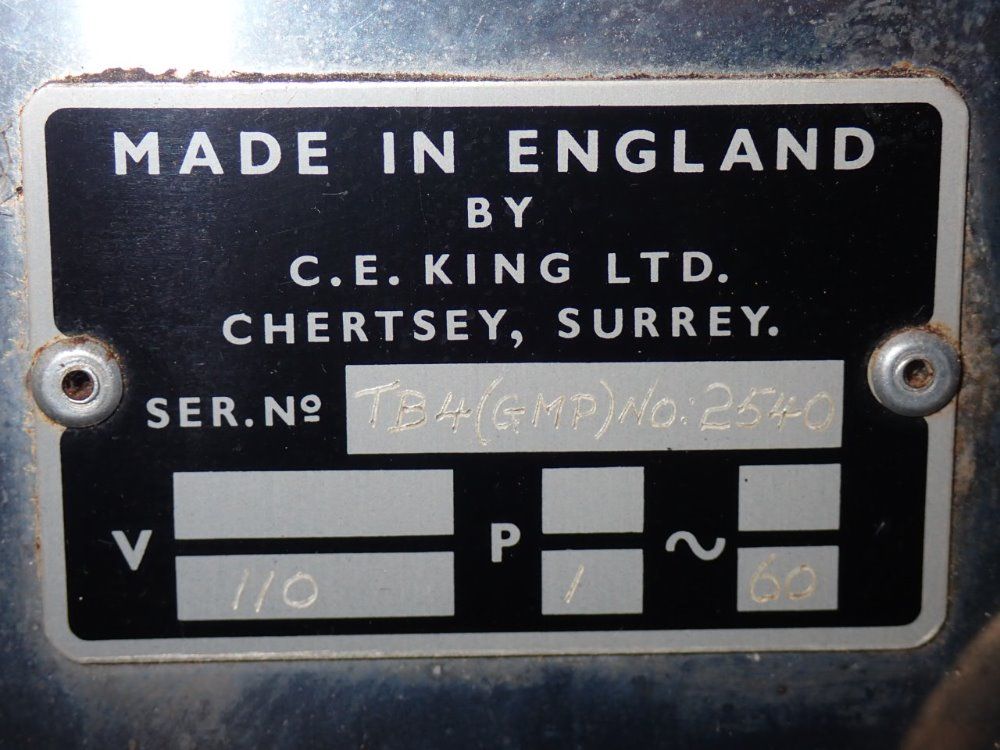 MADE IN ENGLAND
BY
C.E. KING LTD.
CHERTSEY, SURREY.
SER. Nº TB4(GMP)NO:2540
V 110 P 1 ~ 60